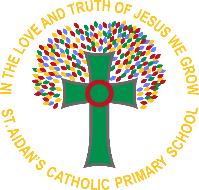 IN THE LOVE AND TRUTH OF JESUS WE GROW
ST. AIDAN'S CATHOLIC PRIMARY SCHOOL